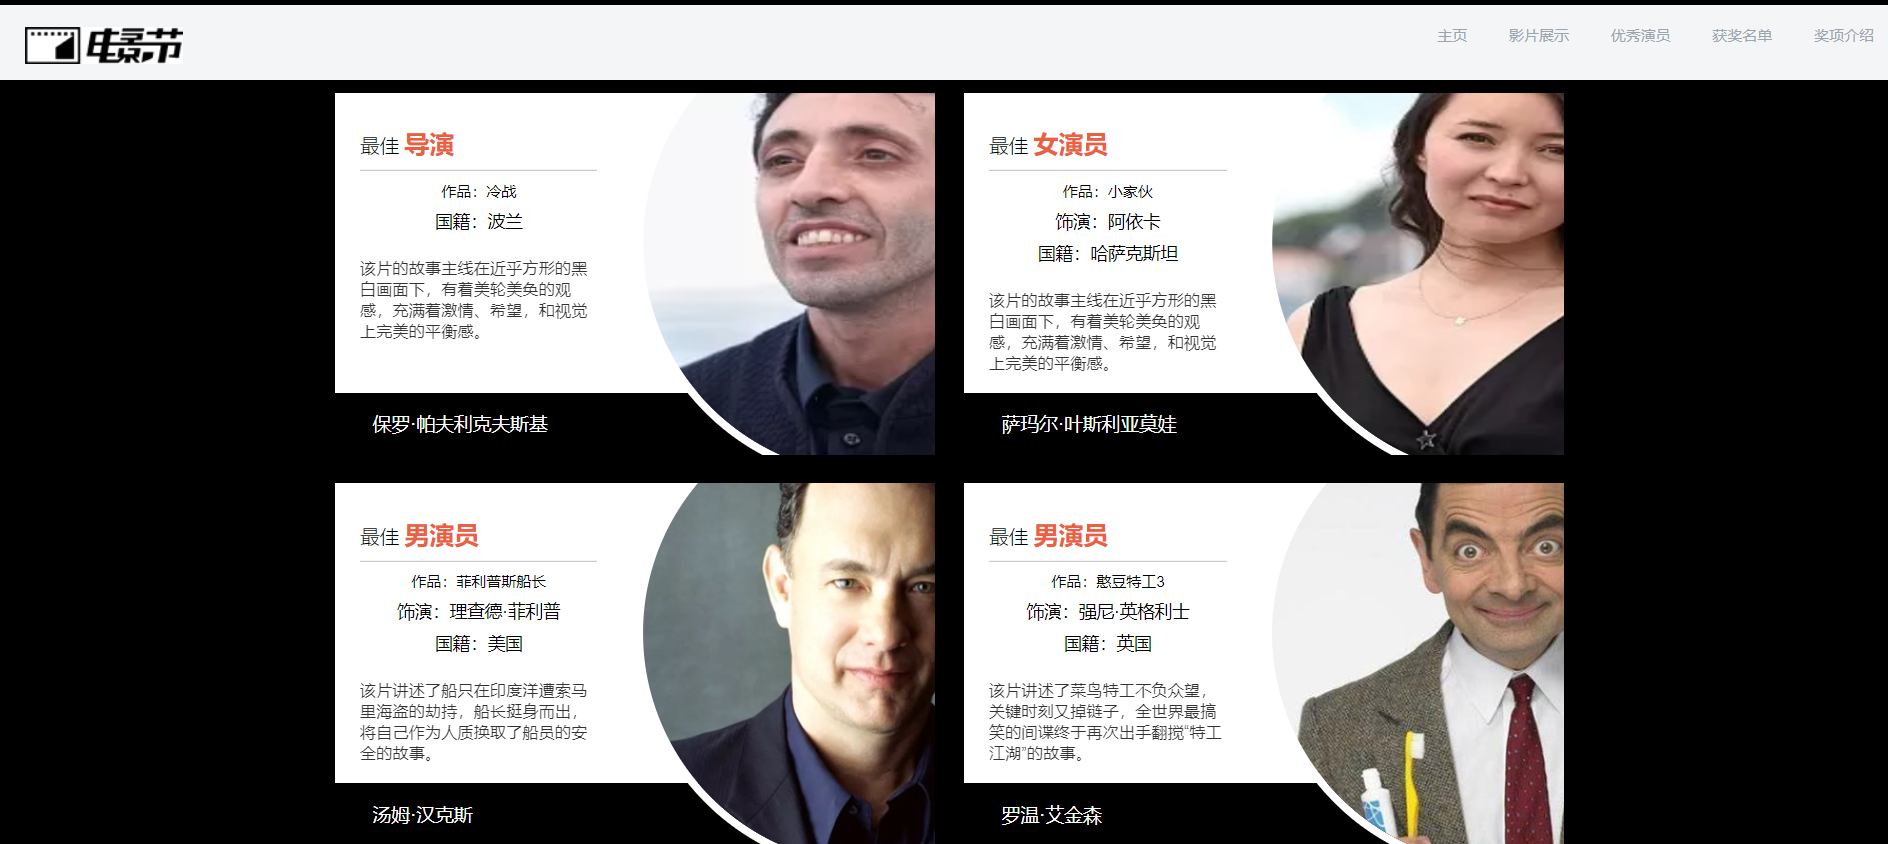 电影节
主页 影片展示 优秀演员 获奖名单 奖项介绍
最佳 导演
作品：冷战
国籍：波兰
该片的故事主线在近乎方形的黑
白画面下，有着美轮美奂的观
感，充满着激情、希望，和视觉
上完美的平衡感。
保罗·帕夫利克夫斯基
最佳 女演员
作品：小家伙
饰演：阿依卡
国籍：哈萨克斯坦
该片的故事主线在近乎方形的黑
白画面下，有着美轮美奂的观
感，充满着激情、希望，和视觉
上完美的平衡感。
萨玛尔·叶斯利亚莫娃
最佳 男演员
作品：菲利普斯船长
饰演：理查德·菲利普
国籍：美国
该片讲述了船只在印度洋遭索马
里海盗的劫持，船长挺身而出，
将自己作为人质换取了船员的安
全的故事。
汤姆·汉克斯
最佳 男演员
作品：憨豆特工3
饰演：强尼·英格利士
国籍：英国
该片讲述了菜鸟特工不负众望，
关键时刻又掉链子，全世界最搞
笑的间谍终于再次出手翻搅“特工
江湖”的故事。
罗温·艾金森